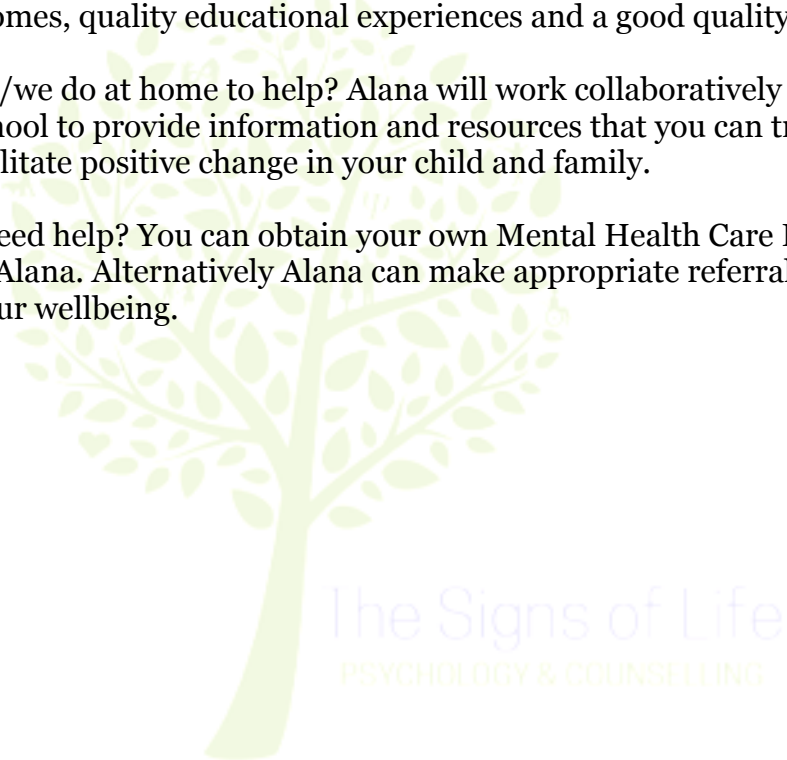 omes, quality educational experiences and a good quality
/we do at home to help? Alana will work collaboratively
ool to provide information and resources that you can
litate positive change in your child and family.
eed help? You can obtain your own Mental Health Care
Alana. Alternatively Alana can make appropriate referral
ur wellbeing.
The Signs of Life
PSYCHOLOGY & COUNSELLING